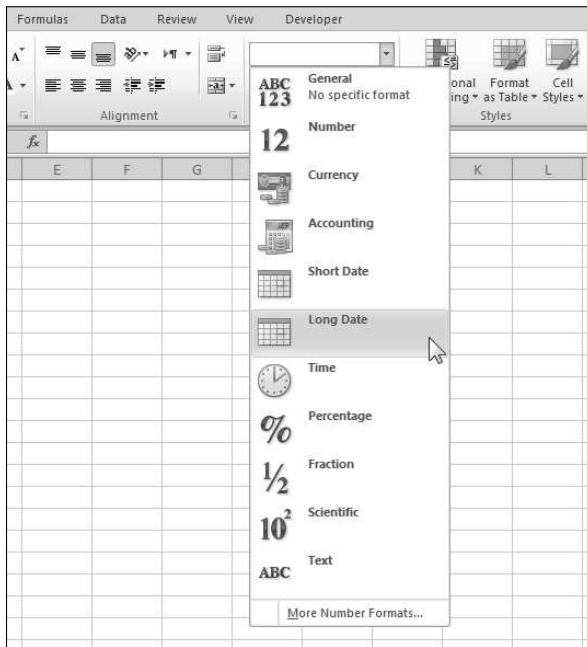 Formulas Data Review View Developer
onal Format Cell
ing as Table Styles
Alignment Styles
fx
E F G K L
ABC
123
General
No specific format
12
Number
Currency
Accounting
Short Date
Long Date
Time
%
Percentage
1/2
Fraction
10²
Scientific
ABC
Text
More Number Formats...